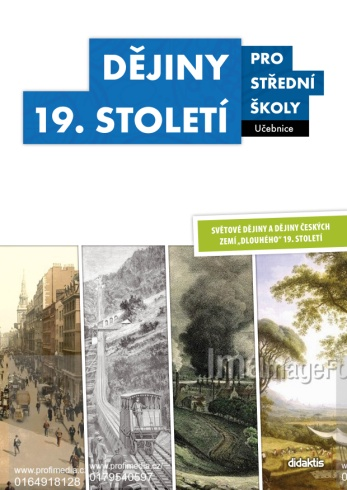 DĚJINY
19. STOLETÍ
PRO
STŘEDNÍ
ŠKOLY
Učebnice
SVĚTOVÉ DĚJINY A DĚJINY ČESKÝCH
ZEMÍ „DLOUHÉHO“ 19. STOLETÍ
www.profimedia.cz
0164918128
www.profimedia.cz
0179540597
didaktis